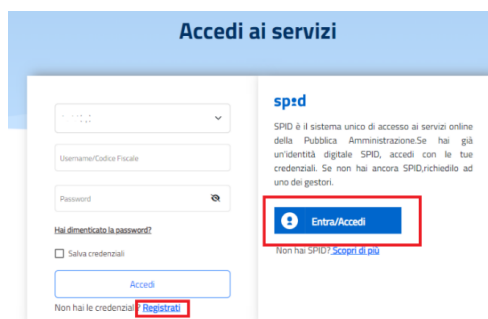 Accedi ai servizi
Username/Codice Fiscale
Password
Hai dimenticato la password?
Salva credenziali
Accedi
Non hai le credenziali? Registrati
sp:d
SPID è il sistema unico di accesso ai servizi online
della Pubblica Amministrazione.Se hai già
un'identità digitale SPID, accedi con le tue
credenziali. Se non hai ancora SPID,richiedilo ad
uno dei gestori.
Entra/Accedi
Non hai SPID? Scopri di più